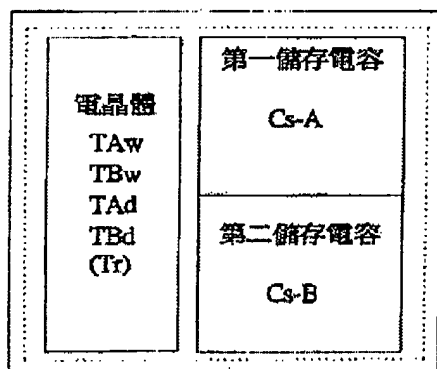 電晶體
TAw
TBw
TAd
TBd
(Tr)
第一儲存電容
Cs-A
第二儲存電容
Cs-B